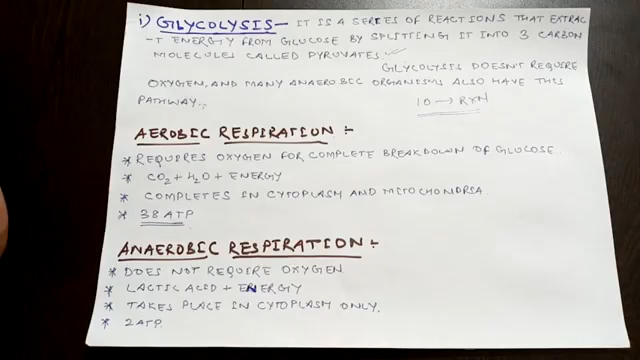 i) GLYCOLYSIS - IT IS A SERIES OF REACTIONS THAT EXTRAC
-T ENERGY FROM GLUCOSE BY SPLITTING IT INTO 3 CARBON
MOLECULES CALLED PYRUVATES.
GLYCOLYSIS DOESN'T REQUIRE
OXYGEN, AND MANY ANAEROBIC ORGANISMS ALSO HAVE THIS
PATHWAY.
10 → RXN
AEROBIC RESPIRATION :-
* REQUIRES OXYGEN FOR COMPLETE BREAKDOWN OF GLUCOSE.
* CO2 + H2O + ENERGY
* COMPLETES IN CYTOPLASM AND MITOCHONDRIA.
* 38 ATP
ANAEROBIC RESPIRATION :-
* DOES NOT REQUIRE OXYGEN.
* LACTIC ACID + ENERGY
* TAKES PLACE IN CYTOPLASM ONLY.
* 2 ATP.